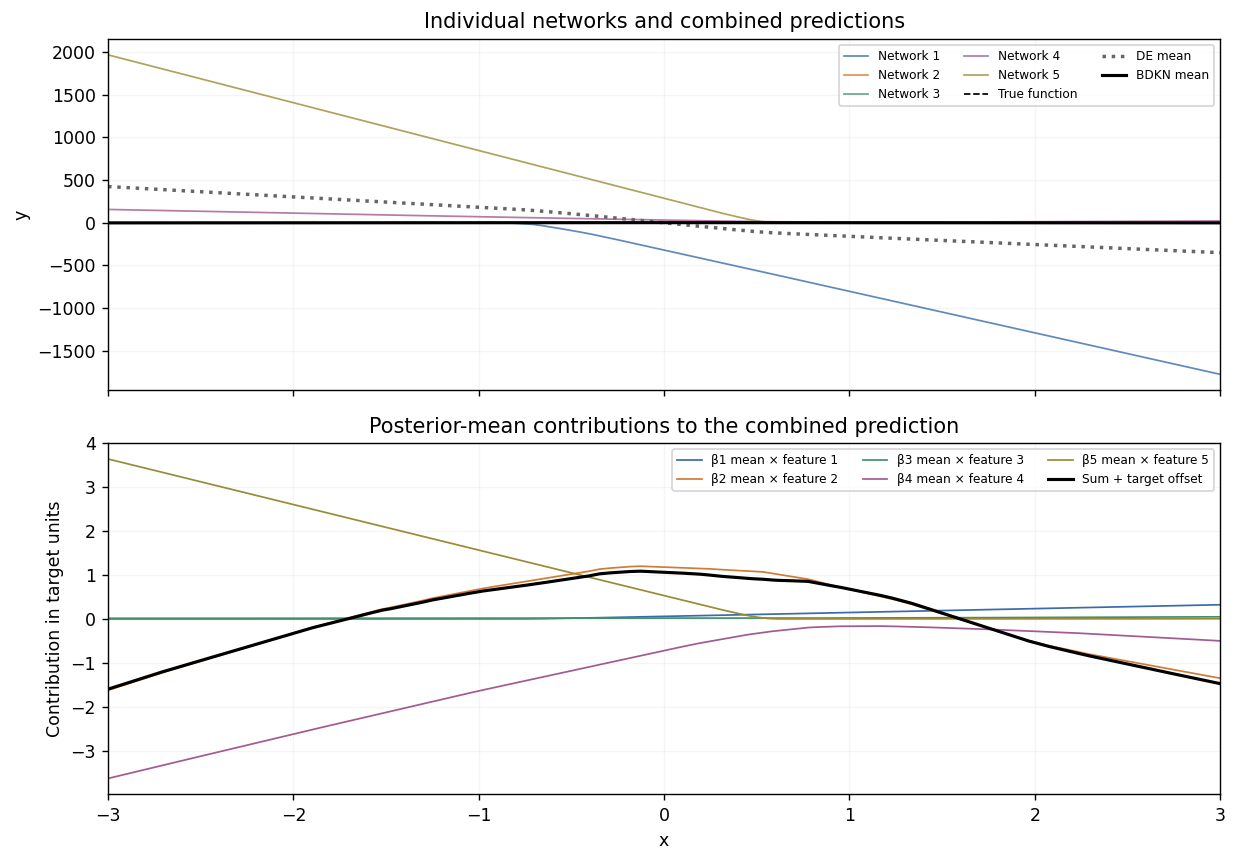 Individual networks and combined predictions
Network 1
Network 2
Network 3
Network 4
Network 5
True function
DE mean
BDKN mean
2000
1500
1000
500
0
−500
−1000
−1500
y
Posterior-mean contributions to the combined prediction
β1 mean × feature 1
β2 mean × feature 2
β3 mean × feature 3
β4 mean × feature 4
β5 mean × feature 5
Sum + target offset
4
3
2
1
0
−1
−2
−3
Contribution in target units
−3 −2 −1 0 1 2 3
x